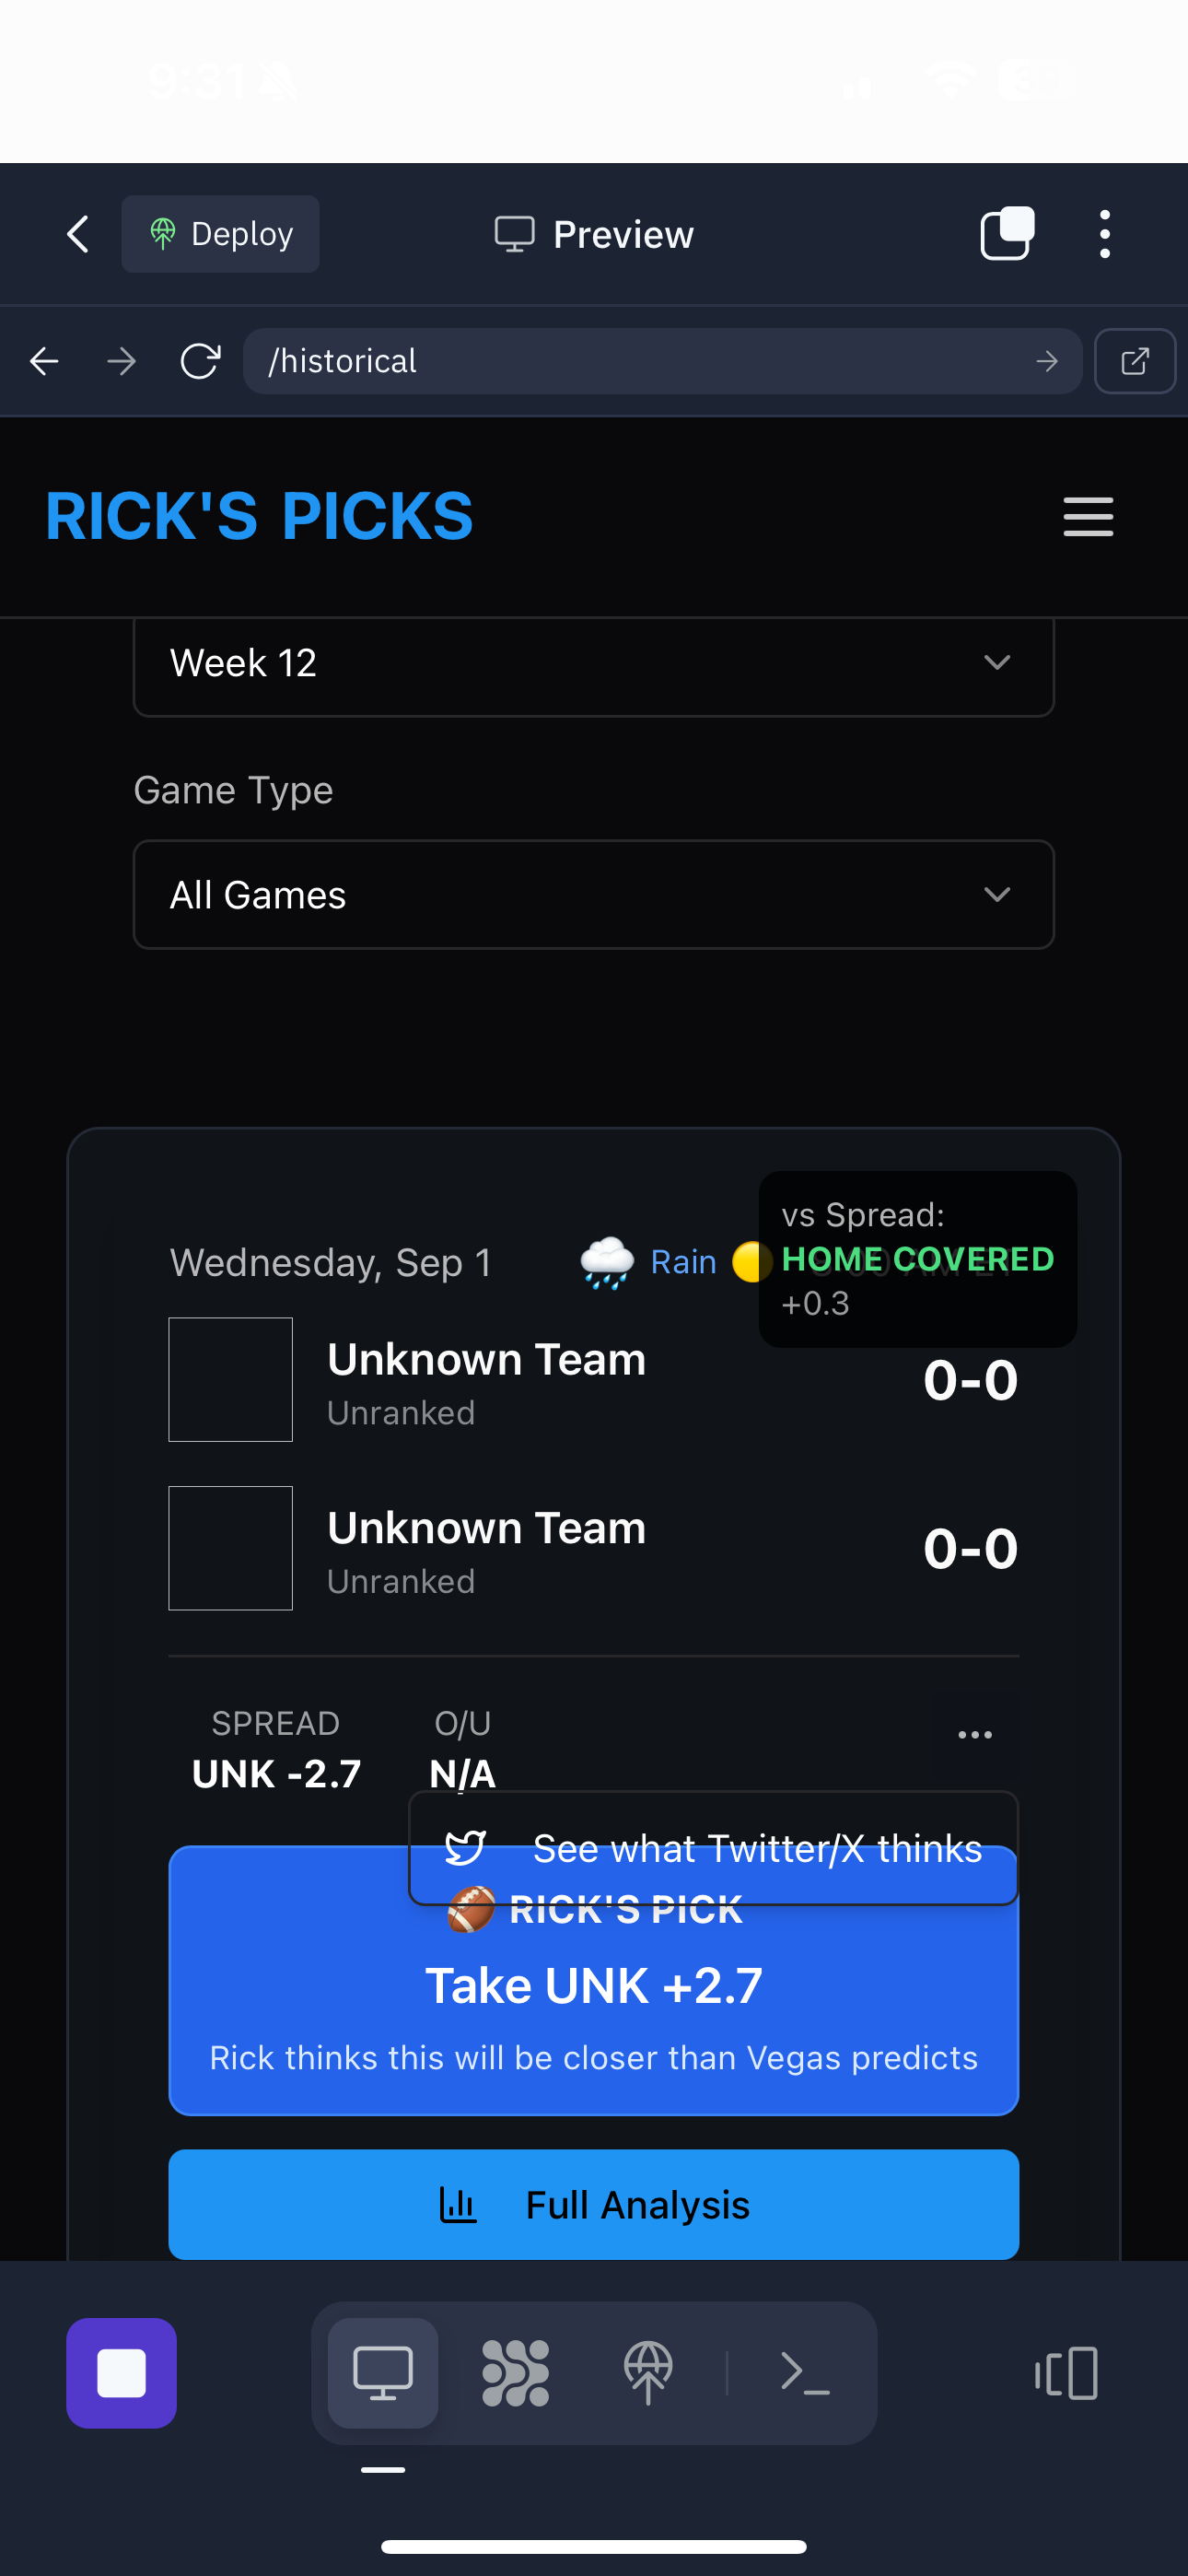 9:31
Deploy
Preview
/historical
RICK'S PICKS
Week 12
Game Type
All Games
vs Spread:
Wednesday, Sep 1
Rain
HOME COVERED
+0.3
Unknown Team
Unranked
0-0
Unknown Team
Unranked
0-0
SPREAD
O/U
UNK -2.7
N/A
See what Twitter/X thinks
RICK'S PICK
Take UNK +2.7
Rick thinks this will be closer than Vegas predicts
Full Analysis